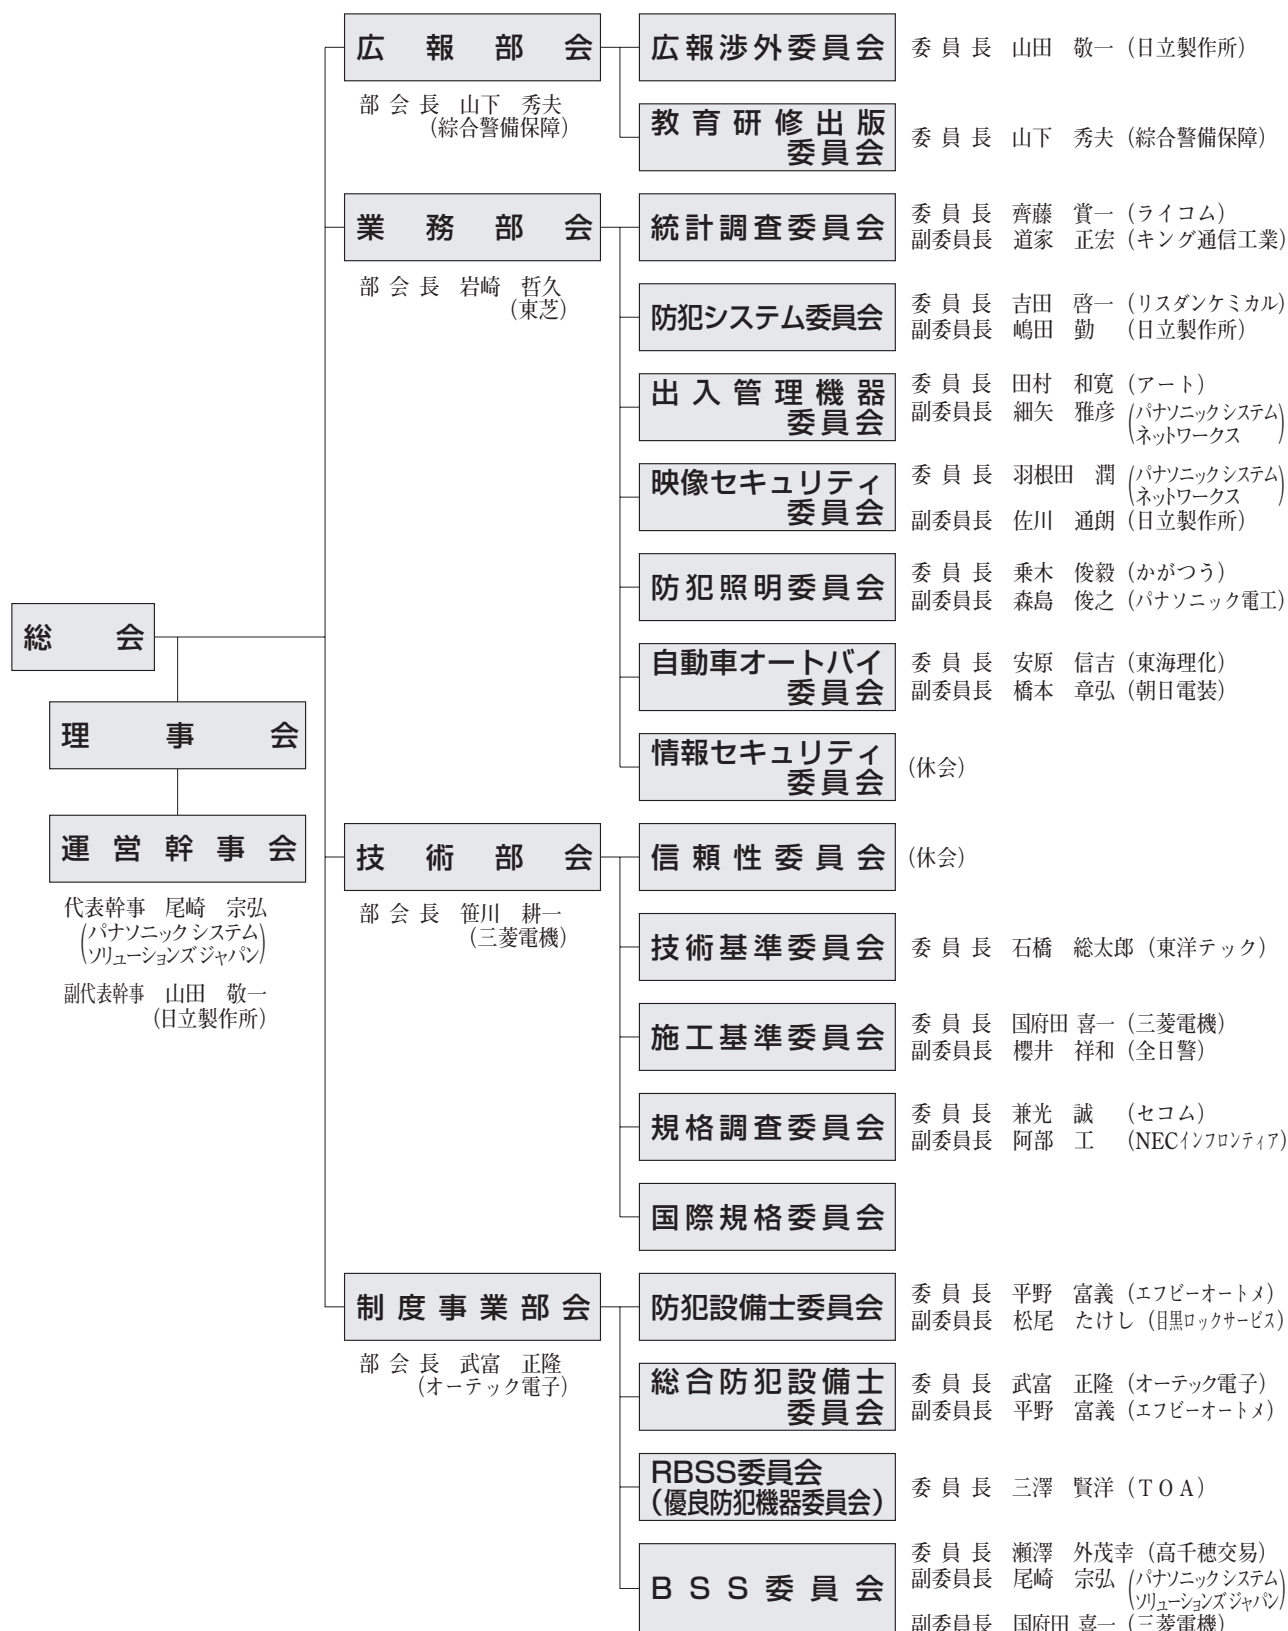 総会
理事会
運営幹事会
代表幹事 尾崎 宗弘
(パナソニック システム
ソリューションズ ジャパン)
副代表幹事 山田 敬一
(日立製作所)
広報部会
部会長 山下 秀夫
(綜合警備保障)
広報渉外委員会
委員長 山田 敬一(日立製作所)
教育研修出版
委員会
委員長 山下 秀夫(綜合警備保障)
業務部会
部会長 岩崎 哲久
(東芝)
統計調査委員会
委員長 齊藤 賞一(ライコム)
副委員長 道家 正宏(キング通信工業)
防犯システム委員会
委員長 吉田 啓一(リスダンケミカル)
副委員長 嶋田 勤 (日立製作所)
出入管理機器
委員会
委員長 田村 和寛(アート)
副委員長 細矢 雅彦(パナソニック システム
ネットワークス)
映像セキュリティ
委員会
委員長 羽根田 潤(パナソニック システム
ネットワークス)
副委員長 佐川 通朗(日立製作所)
防犯照明委員会
委員長 乗木 俊毅(かがつう)
副委員長 森島 俊之(パナソニック電工)
自動車オートバイ
委員会
委員長 安原 信吉(東海理化)
副委員長 橋本 章弘(朝日電装)
情報セキュリティ
委員会
(休会)
技術部会
部会長 笹川 耕一
(三菱電機)
信頼性委員会
(休会)
技術基準委員会
委員長 石橋 総太郎(東洋テック)
施工基準委員会
委員長 国府田 喜一(三菱電機)
副委員長 櫻井 祥和(全日警)
規格調査委員会
委員長 兼光 誠 (セコム)
副委員長 阿部 工 (NECインフロンティア)
国際規格委員会
制度事業部会
部会長 武富 正隆
(オーテック電子)
防犯設備士委員会
委員長 平野 富義(エフビーオートメ)
副委員長 松尾 たけし(目黒ロックサービス)
総合防犯設備士
委員会
委員長 武富 正隆(オーテック電子)
副委員長 平野 富義(エフビーオートメ)
RBSS委員会
(優良防犯機器委員会)
委員長 三澤 賢洋(TOA)
BSS委員会
委員長 瀬澤 外茂幸(高千穂交易)
副委員長 尾崎 宗弘(パナソニック システム
ソリューションズ ジャパン)
副委員長 国府田 喜一(三菱電機)